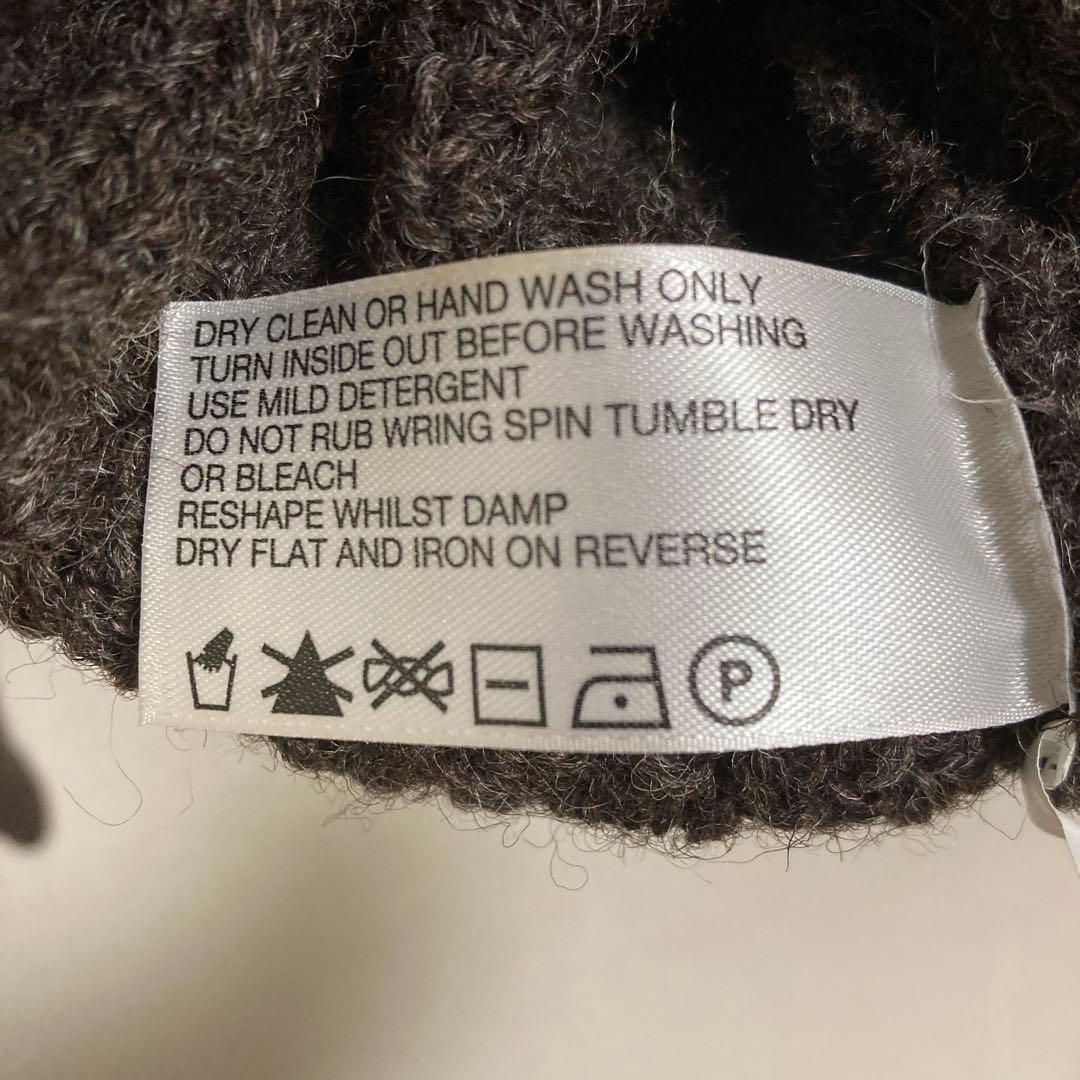 DRY CLEAN OR HAND WASH ONLY
TURN INSIDE OUT BEFORE WASHING
USE MILD DETERGENT
DO NOT RUB WRING SPIN TUMBLE DRY
OR BLEACH
RESHAPE WHILST DAMP
DRY FLAT AND IRON ON REVERSE
P